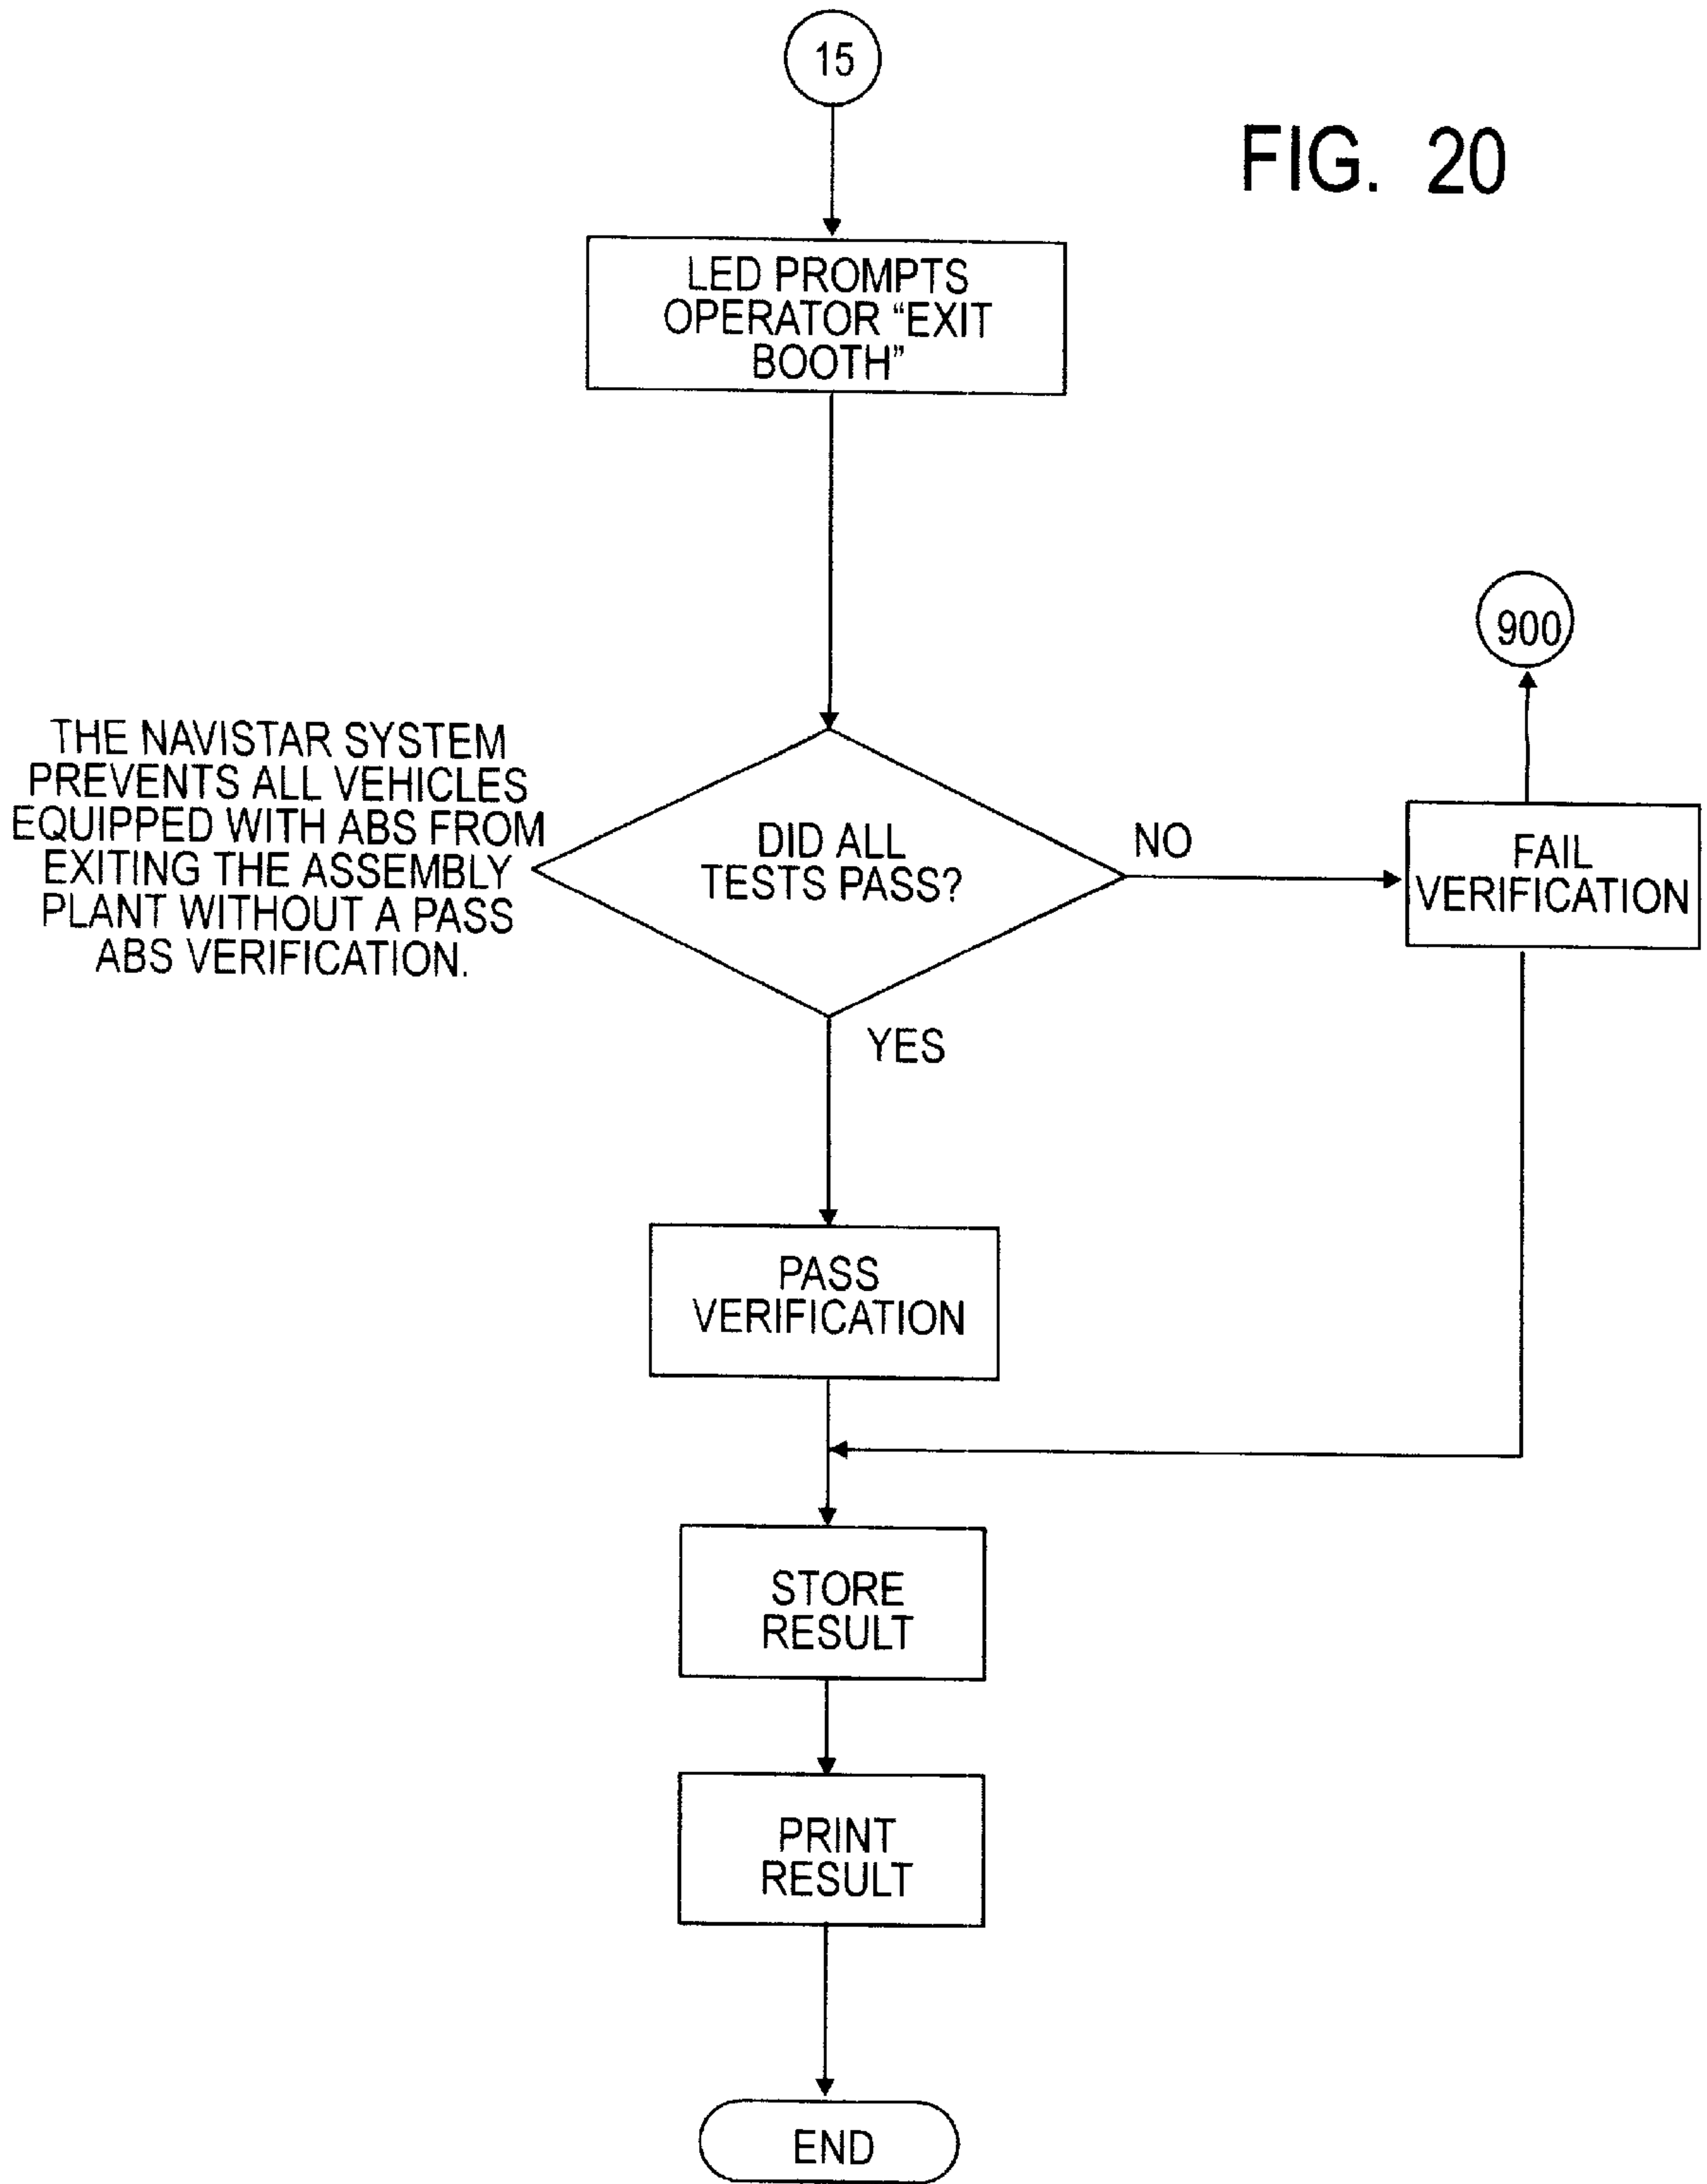 15
FIG. 20
LED PROMPTS
OPERATOR “EXIT
BOOTH”
900
THE NAVISTAR SYSTEM
PREVENTS ALL VEHICLES
EQUIPPED WITH ABS FROM
EXITING THE ASSEMBLY
PLANT WITHOUT A PASS
ABS VERIFICATION.
DID ALL
TESTS PASS?
NO
FAIL
VERIFICATION
YES
PASS
VERIFICATION
STORE
RESULT
PRINT
RESULT
END